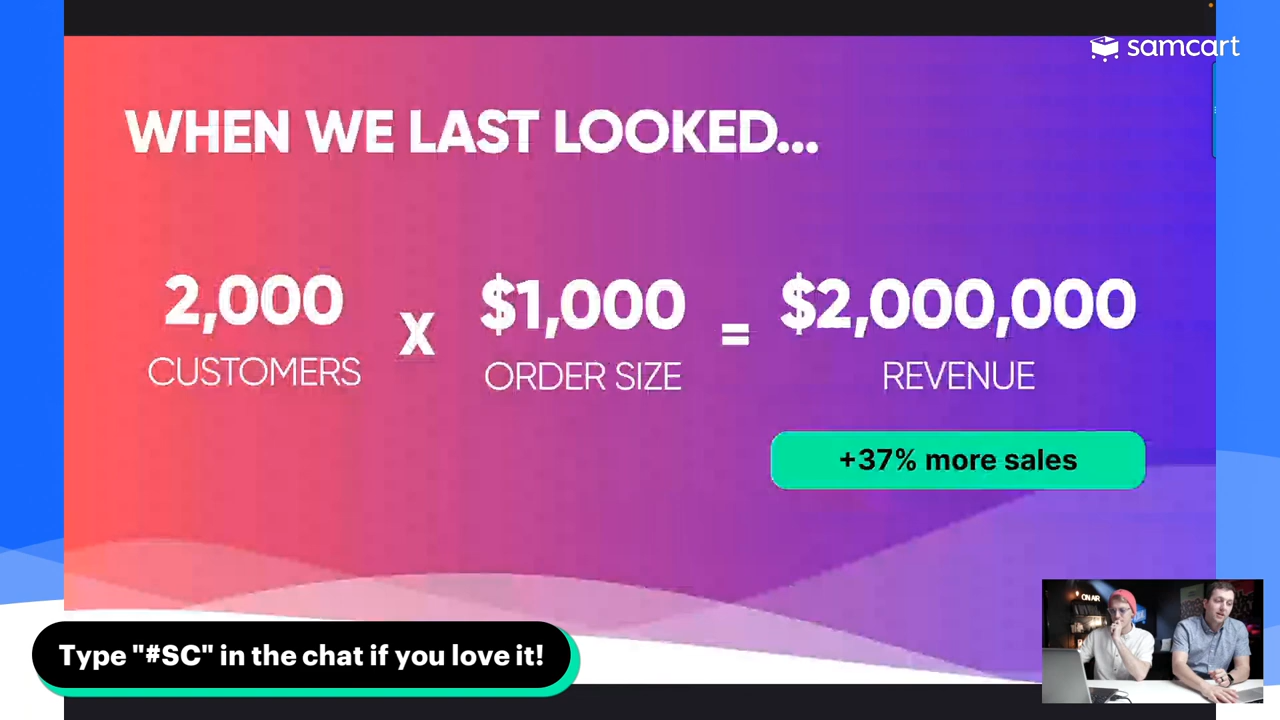 samcart
WHEN WE LAST LOOKED...
2,000 X $1,000 = $2,000,000
CUSTOMERS ORDER SIZE REVENUE
+37% more sales
ON AIR
Type "#SC" in the chat if you love it!